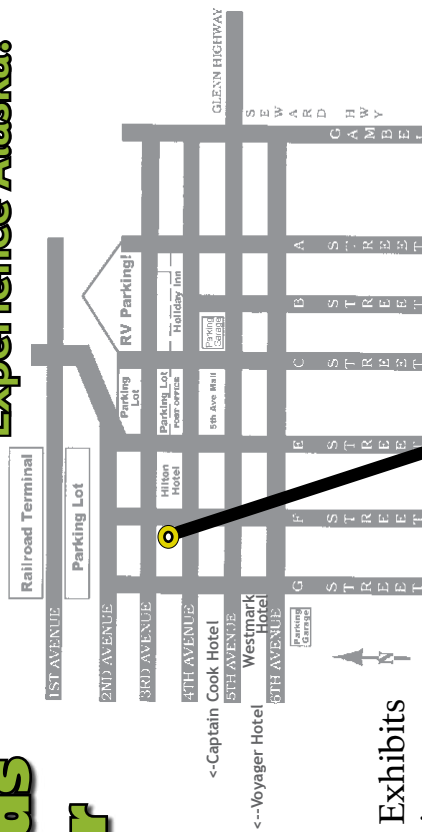 Experience Alaska!
as
r
GLENN HIGHWAY
SEWARD HWY
GAMBEL
A STREET
B STREET
C STREET
E STREET
F STREET
G STREET
Railroad Terminal
Parking Lot
RV Parking!
Parking
Lot
Holiday Inn
Parking Lot
POST OFFICE
Parking
Garage
5th Ave Mall
Hilton
Hotel
1ST AVENUE
2ND AVENUE
3RD AVENUE
4TH AVENUE
<-Captain Cook Hotel
5TH AVENUE
Westmark
Hotel
6TH AVENUE
<--Voyager Hotel
Parking
Garage
N
Exhibits